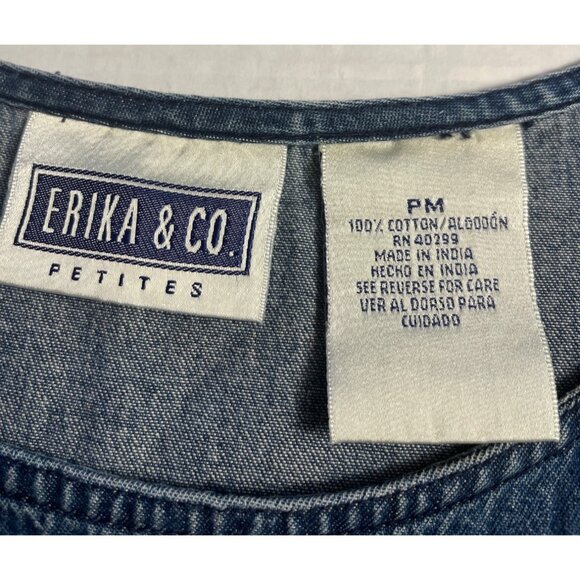 ERIKA & CO.
PETITES
PM
100% COTTON/ALGODÓN
RN 40299
MADE IN INDIA
HECHO EN INDIA
SEE REVERSE FOR CARE
VER AL DORSO PARA
CUIDADO